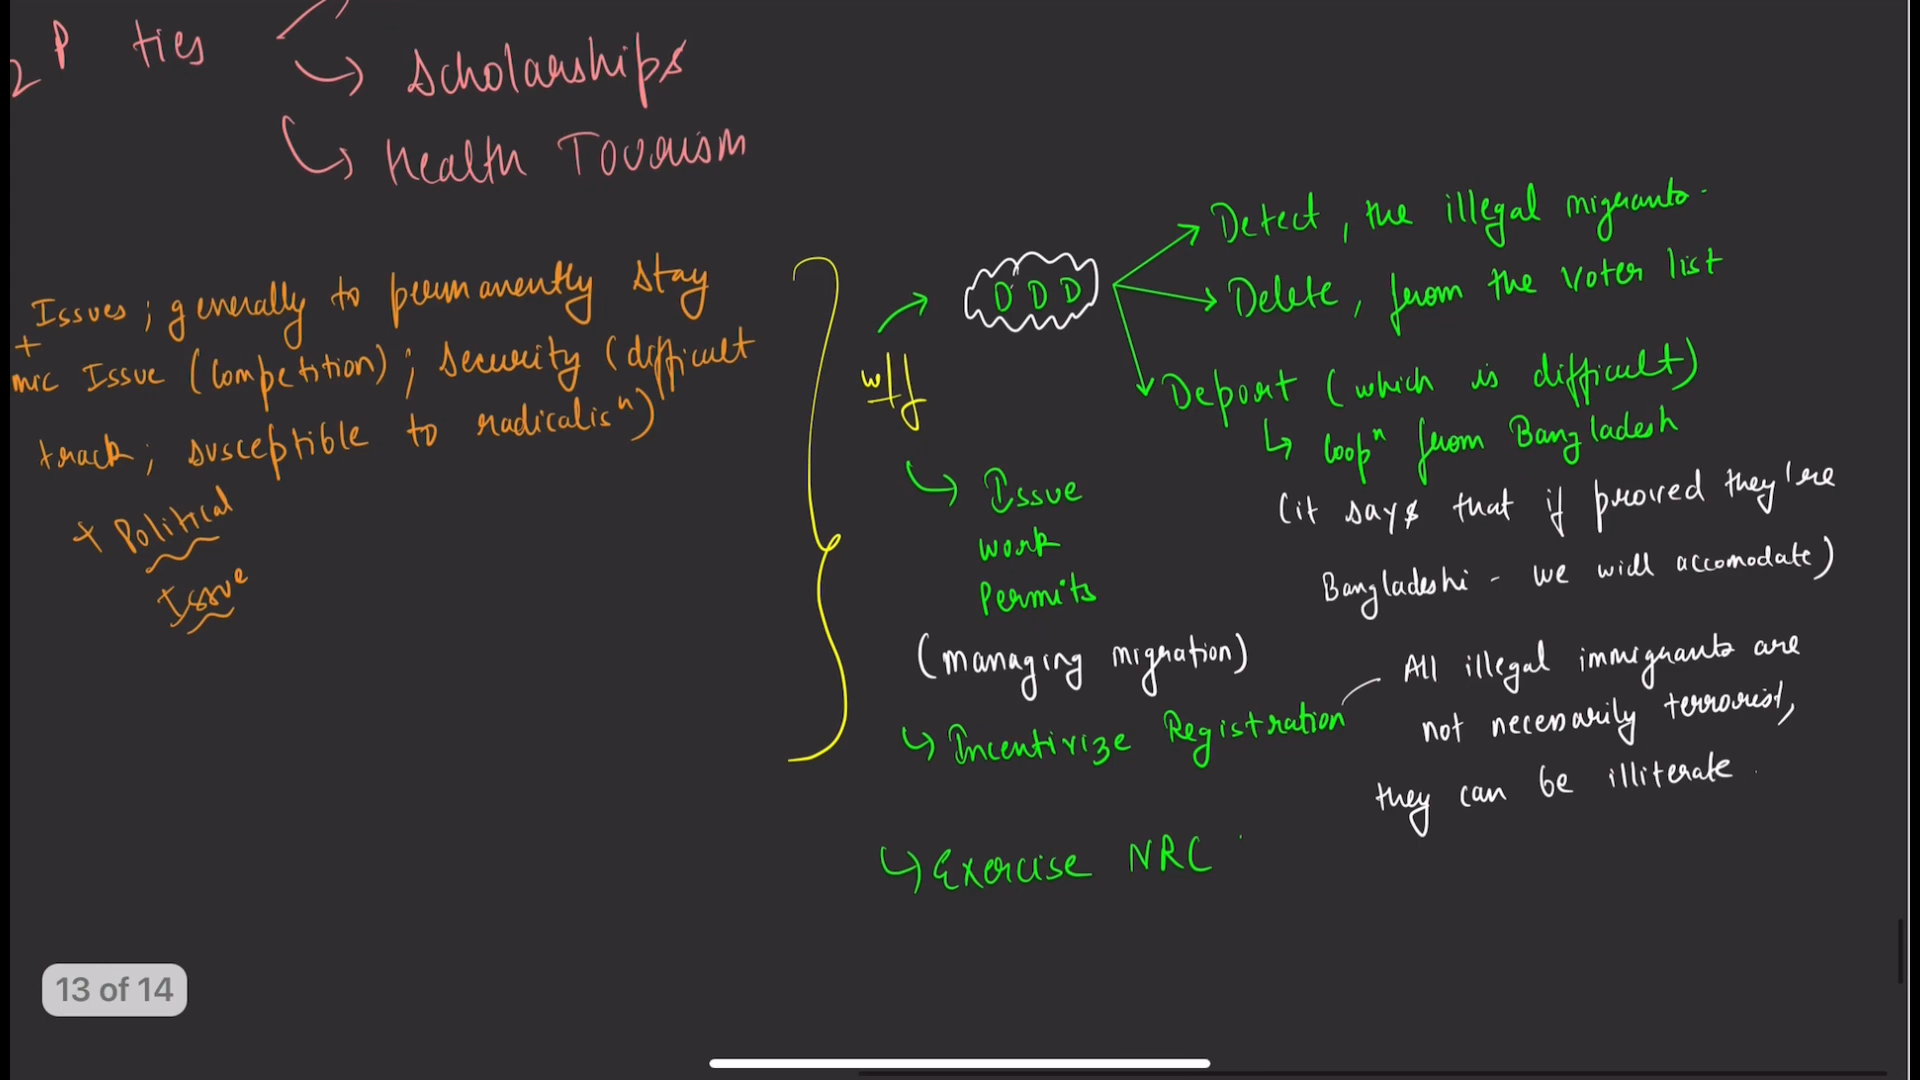 P2P ties
→ Scholarships
↳ Health Tourism
Issues; generally to permanently stay
+
mic Issue (Competition); Security (difficult
track; susceptible to radicalisⁿ)
+ Political
Issue
w/f
DDD
Detect, the illegal migrants.
Delete, from the voter list
Deport (which is difficult)
↳ Coopⁿ from Bangladesh
(it says that if proved they're
Bangladeshi - we will accomodate)
↳ Issue
Work
Permits
(managing migration)
↳ Incentivize Registration
All illegal immigrants are
not necessarily terrorist,
they can be illiterate.
↳ Exercise NRC
13 of 14